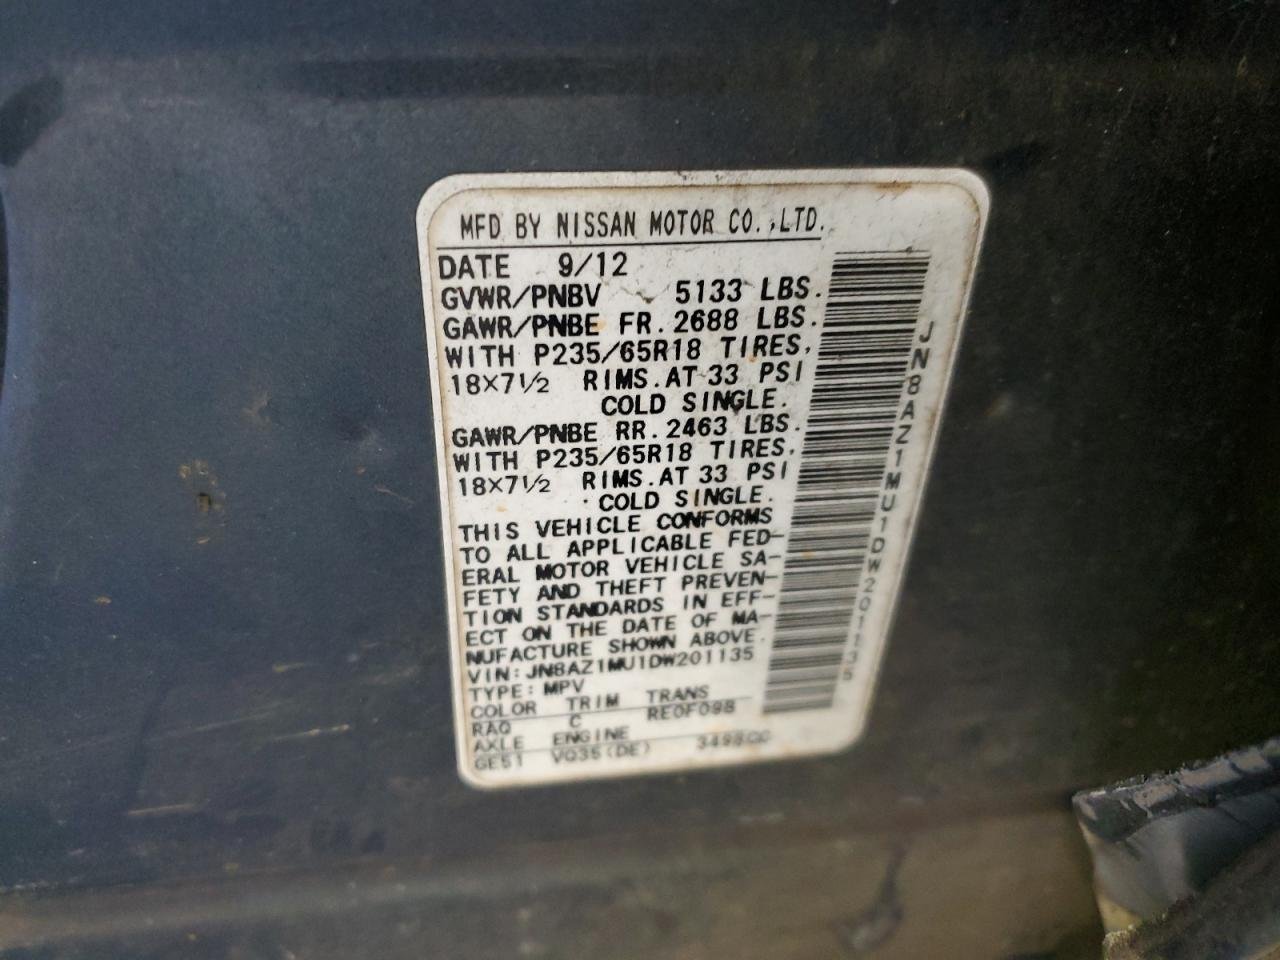 MFD BY NISSAN MOTOR CO.,LTD.
DATE 9/12
GVWR/PNBV 5133 LBS.
GAWR/PNBE FR. 2688 LBS.
WITH P235/65R18 TIRES,
18×7½ RIMS. AT 33 PSI
COLD SINGLE.
GAWR/PNBE RR. 2463 LBS.
WITH P235/65R18 TIRES,
18×7½ RIMS. AT 33 PSI
COLD SINGLE.
THIS VEHICLE CONFORMS
TO ALL APPLICABLE FED-
ERAL MOTOR VEHICLE SA-
FETY AND THEFT PREVEN-
TION STANDARDS IN EFF-
ECT ON THE DATE OF MA-
NUFACTURE SHOWN ABOVE.
VIN: JN8AZ1MU1DW201135
TYPE: MPV
COLOR TRIM TRANS
RAQ C RE0F09B
AXLE ENGINE
GE51 VQ35(DE) 3498CC
JN8AZ1MU1DW201135